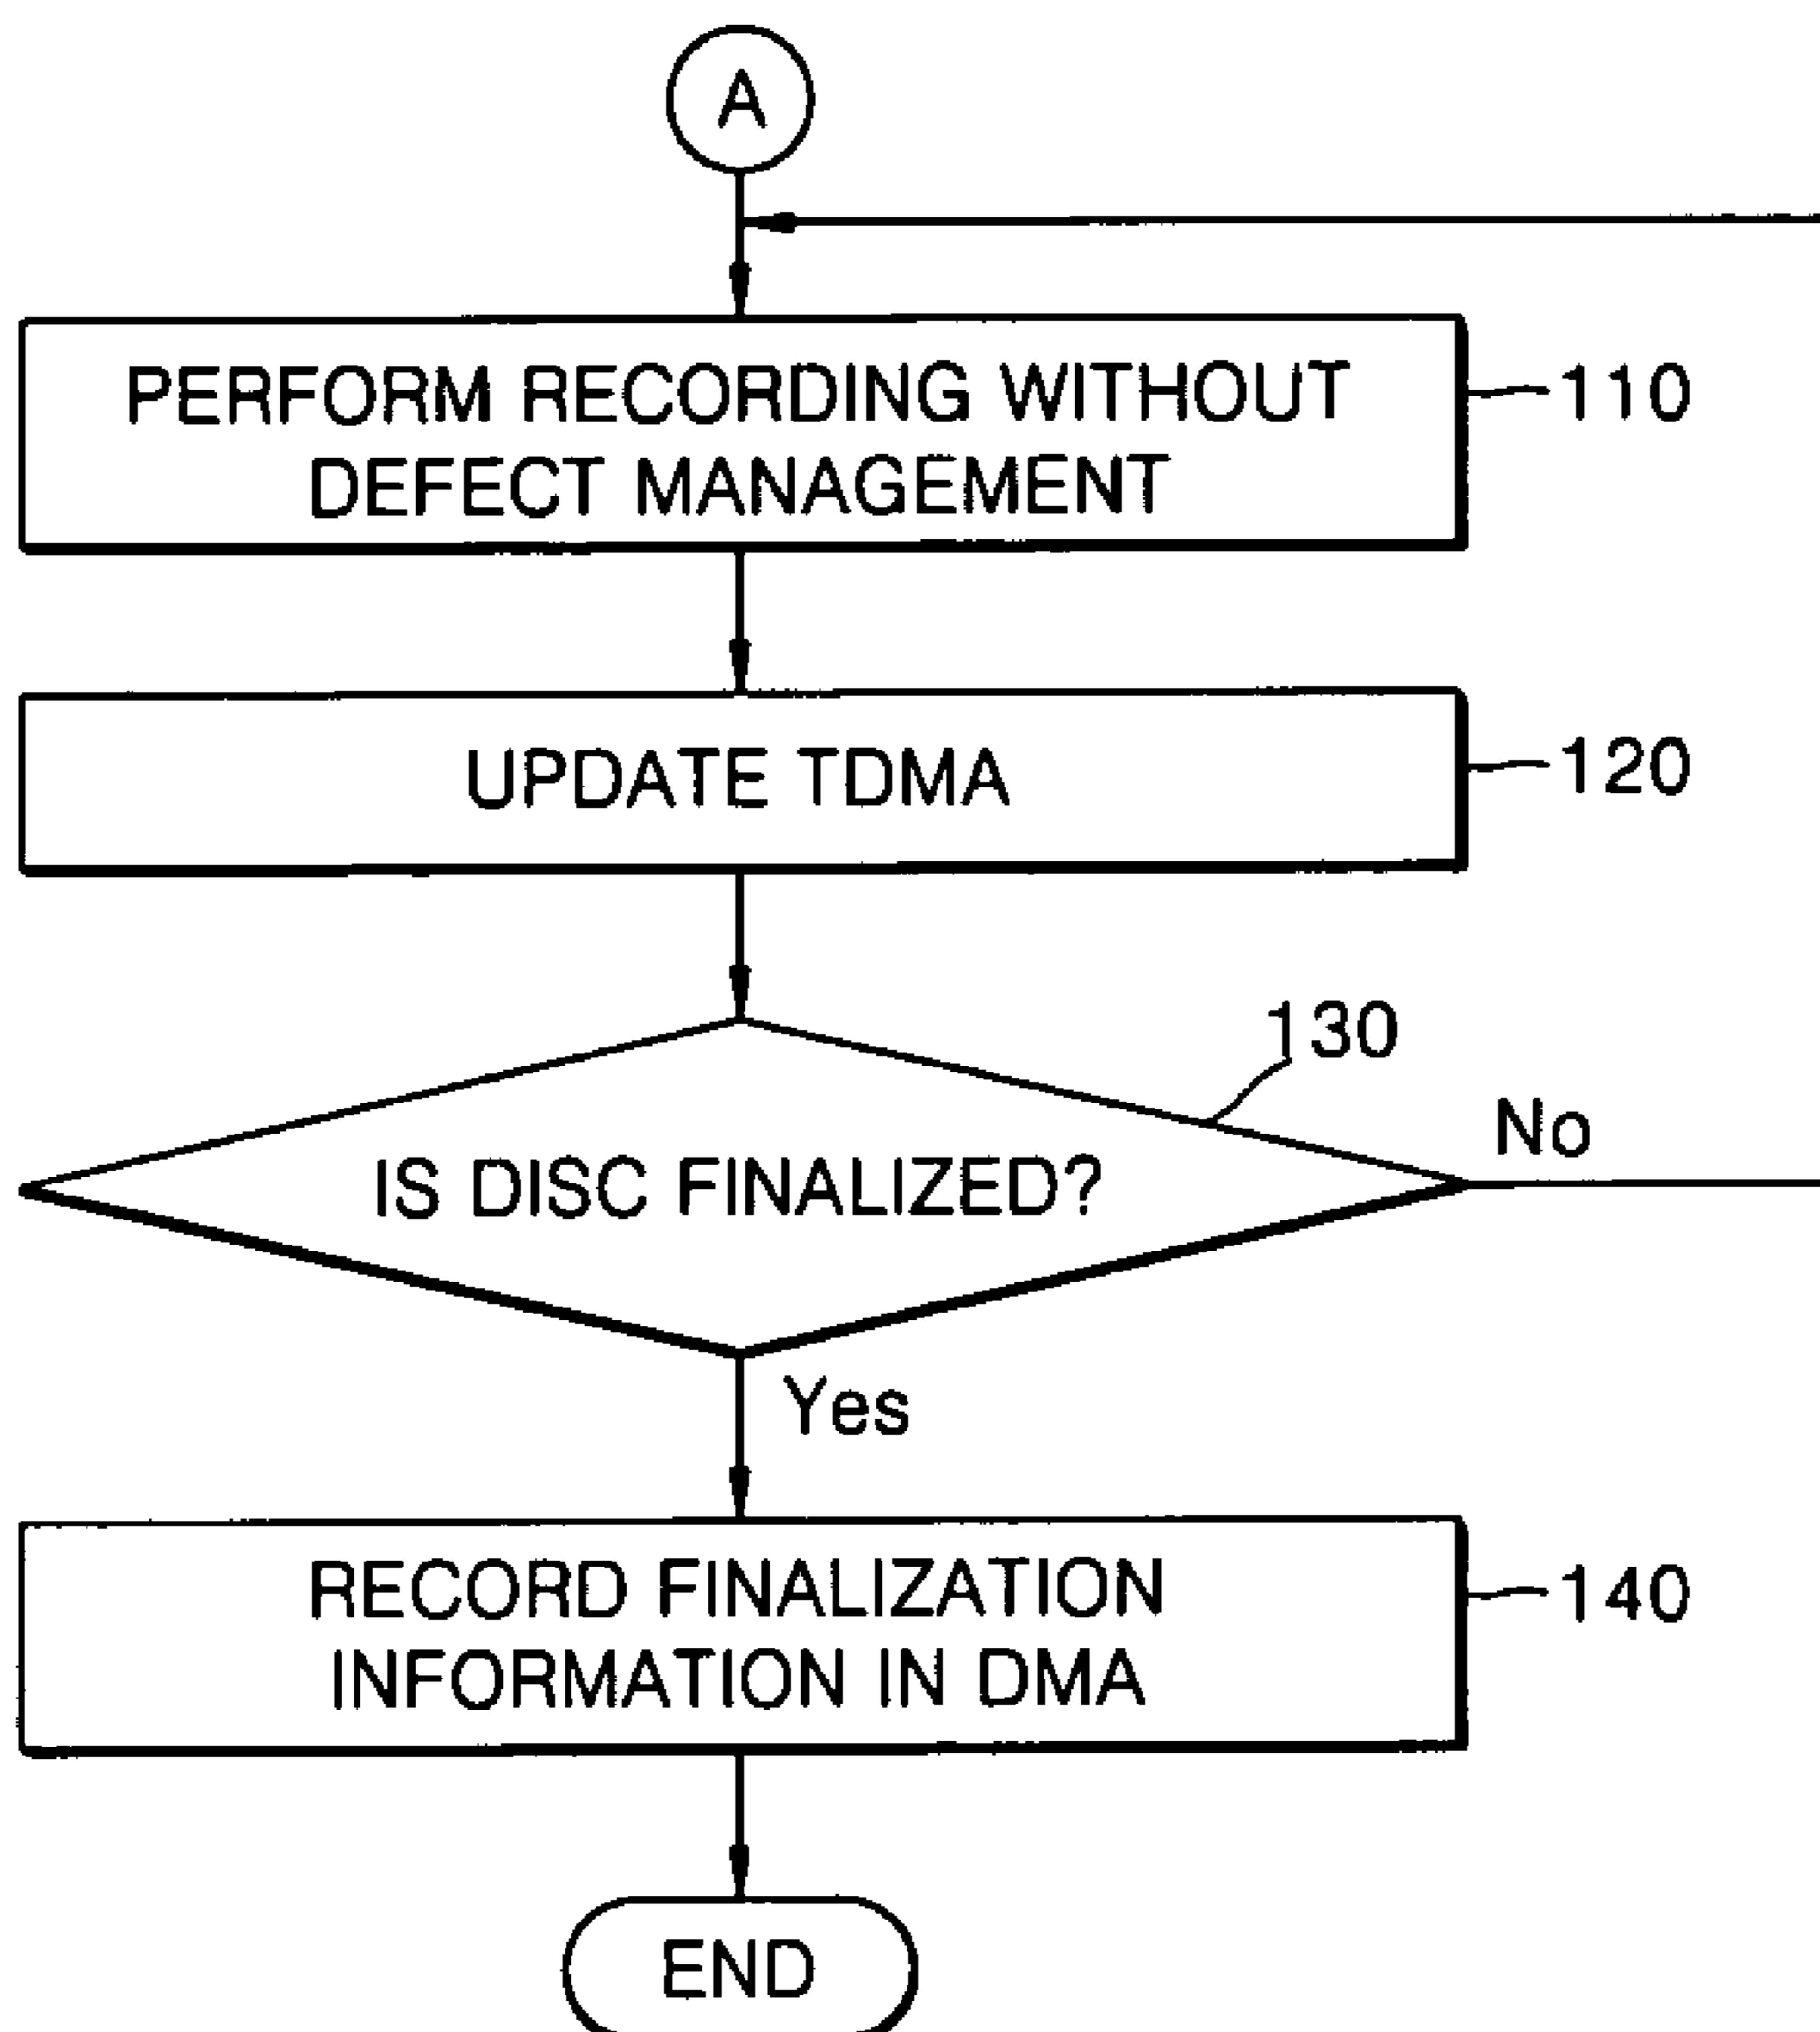 A
PERFORM RECORDING WITHOUT
DEFECT MANAGEMENT
110
UPDATE TDMA
120
130
IS DISC FINALIZED?
No
Yes
RECORD FINALIZATION
INFORMATION IN DMA
140
END